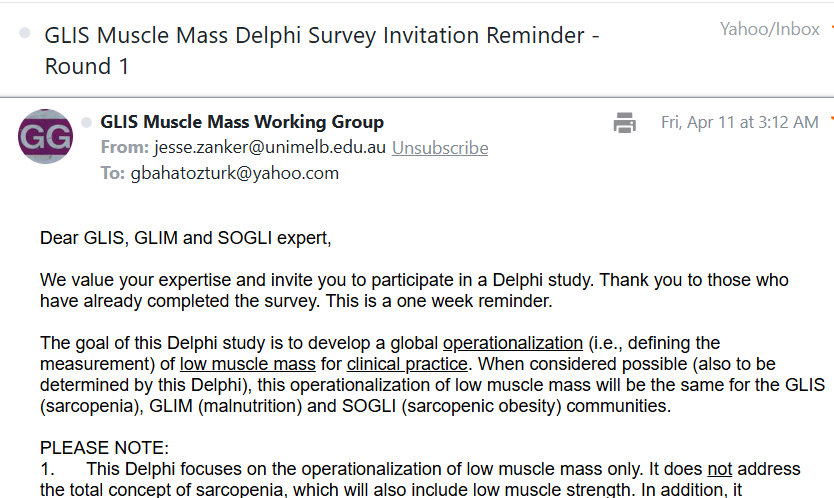 GLIS Muscle Mass Delphi Survey Invitation Reminder -
Round 1
Yahoo/Inbox
GG
GLIS Muscle Mass Working Group
Fri, Apr 11 at 3:12 AM
From: jesse.zanker@unimelb.edu.au Unsubscribe
To: gbahatozturk@yahoo.com
Dear GLIS, GLIM and SOGLI expert,
We value your expertise and invite you to participate in a Delphi study. Thank you to those who
have already completed the survey. This is a one week reminder.
The goal of this Delphi study is to develop a global operationalization (i.e., defining the
measurement) of low muscle mass for clinical practice. When considered possible (also to be
determined by this Delphi), this operationalization of low muscle mass will be the same for the GLIS
(sarcopenia), GLIM (malnutrition) and SOGLI (sarcopenic obesity) communities.
PLEASE NOTE:
1. This Delphi focuses on the operationalization of low muscle mass only. It does not address
the total concept of sarcopenia, which will also include low muscle strength. In addition, it